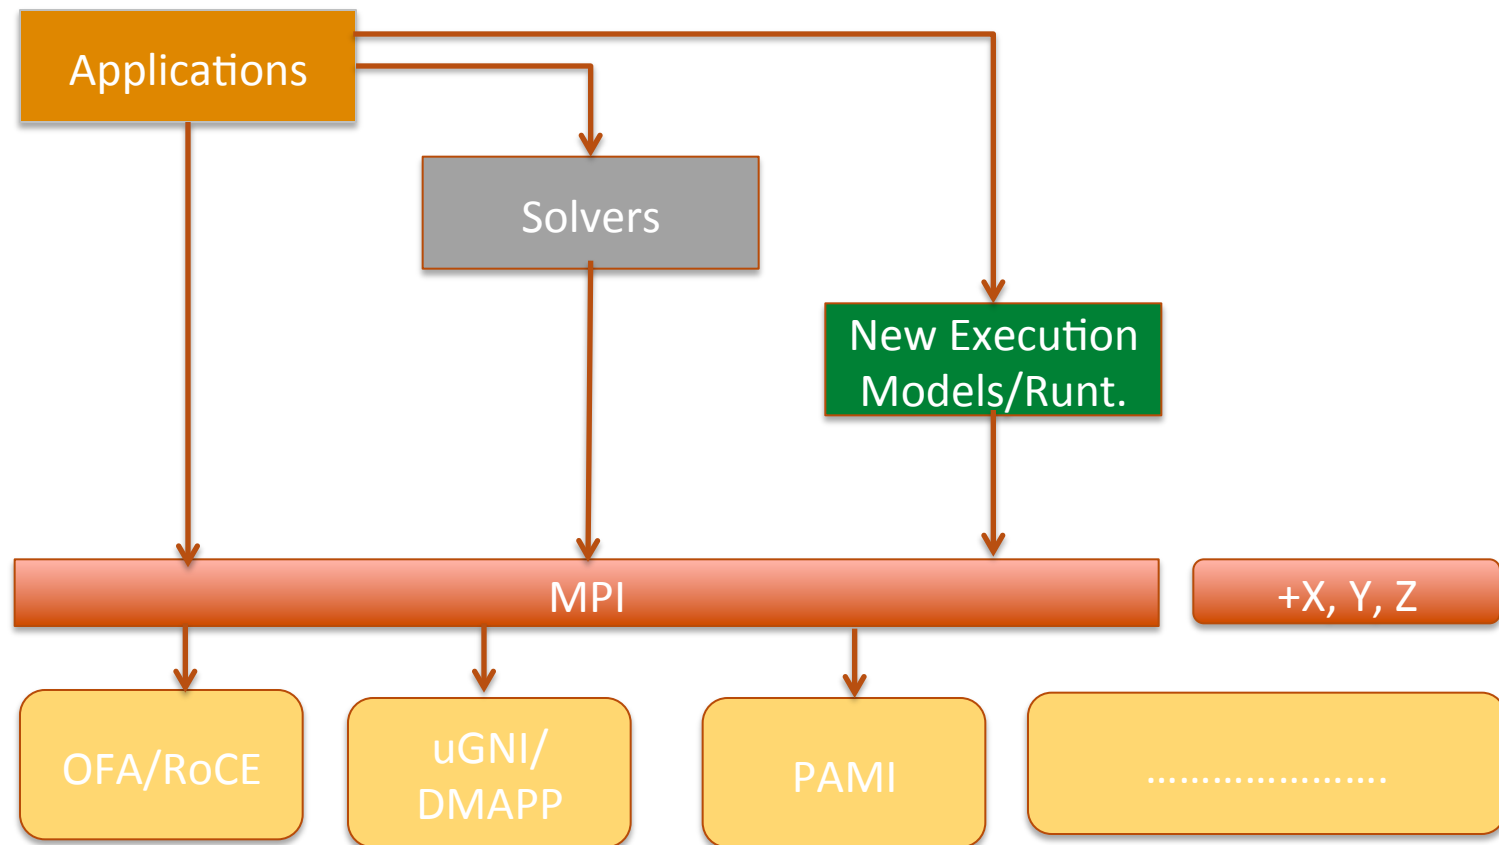 Applications
Solvers
New Execution
Models/Runt.
MPI
+X, Y, Z
OFA/RoCE
uGNI/
DMAPP
PAMI
......................